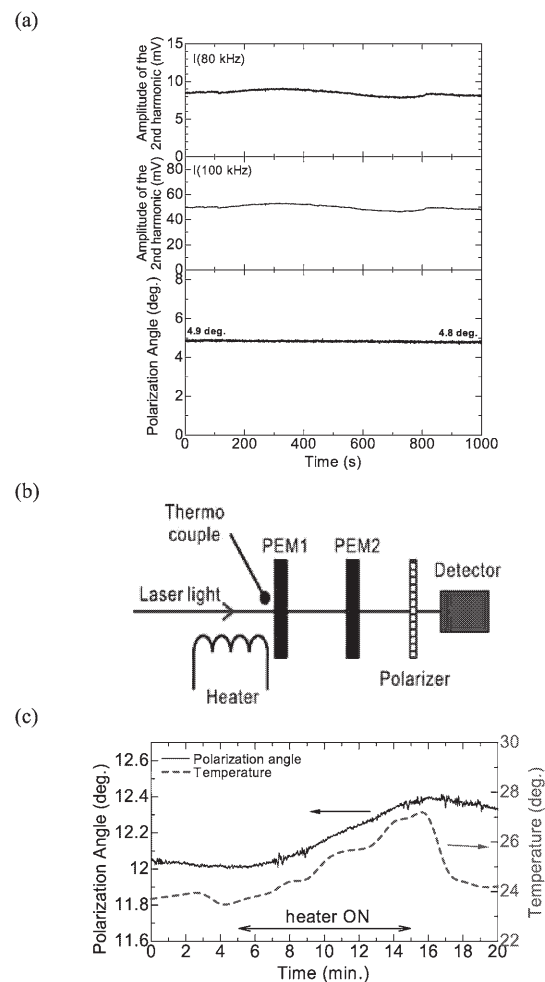 (a)
Amplitude of the
2nd harmonic (mV)
15
10
5
0
I(80 kHz)
Amplitude of the
2nd harmonic (mV)
80
60
40
20
0
I(100 kHz)
Polarization Angle (deg.)
8
6
4
2
0
4.9 deg.
4.8 deg.
0 200 400 600 800 1000
Time (s)
(b)
Thermo
couple
PEM1
PEM2
Detector
Laser light
Heater
Polarizer
(c)
Polarization Angle (deg.)
12.6
12.4
12.2
12
11.8
11.6
Polarization angle
Temperature
heater ON
30
28
26
24
22
Temperature (deg.)
0 2 4 6 8 10 12 14 16 18 20
Time (min.)